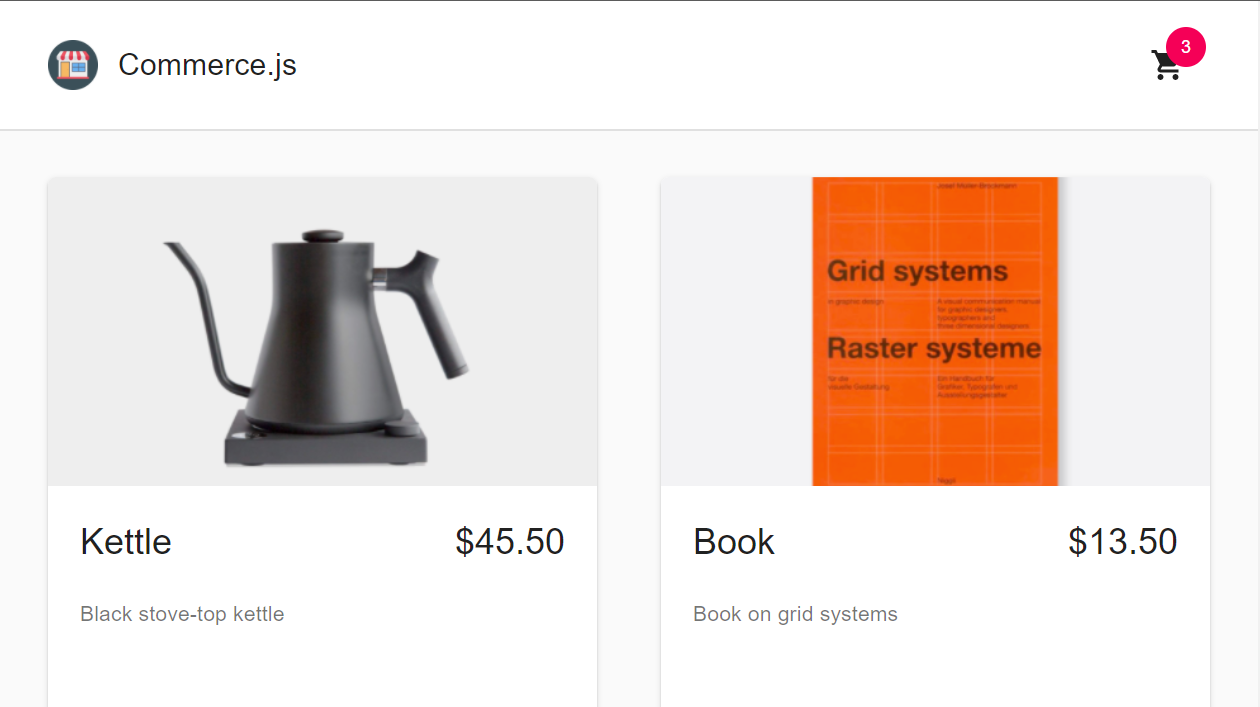 Commerce.js
3
Josef Müller-Brockmann
Grid systems
in graphic design
A visual communication manual
for graphic designers,
typographers and
three dimensional designers
Raster systeme
für die
visuelle Gestaltung
Ein Handbuch für
Grafiker, Typografen und
Ausstellungsgestalter
Niggli
Kettle
$45.50
Black stove-top kettle
Book
$13.50
Book on grid systems